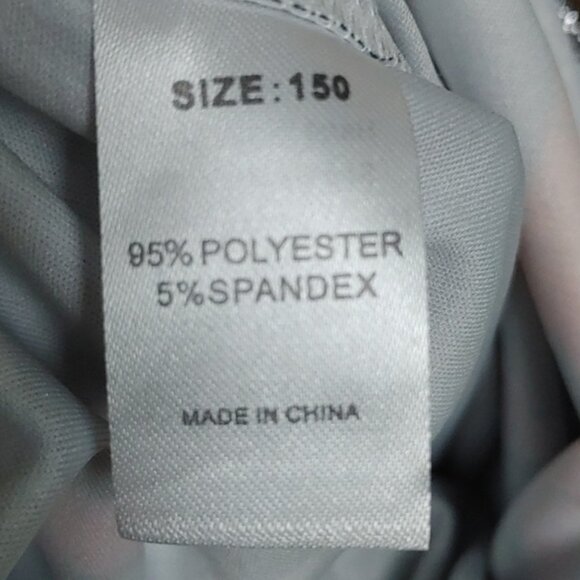 SIZE: 150
95% POLYESTER
5%SPANDEX
MADE IN CHINA